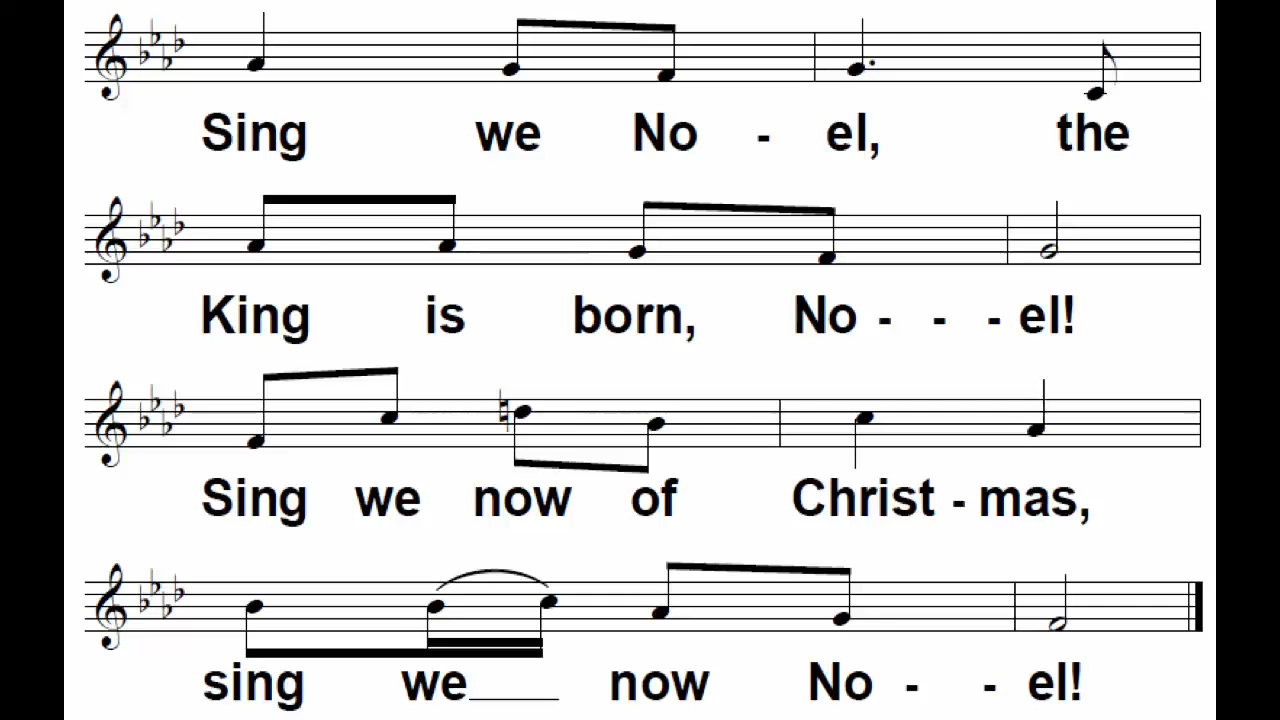 Sing we No - el, the
King is born, No - - - el!
Sing we now of Christ - mas,
sing we___ now No - - el!